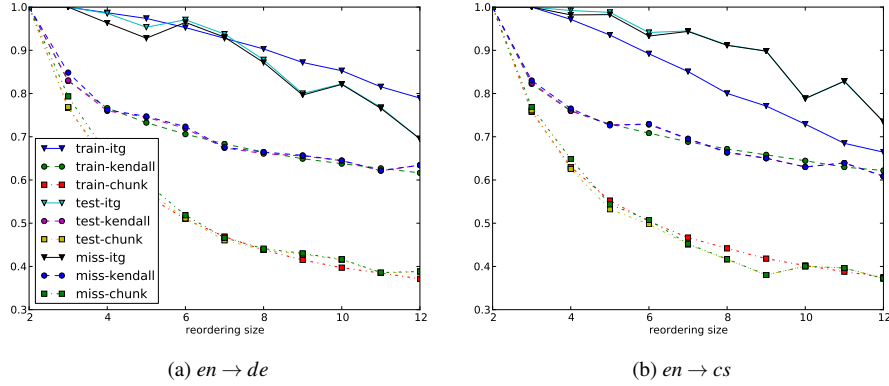 1.0
0.9
0.8
0.7
0.6
0.5
0.4
0.3
train-itg
train-kendall
train-chunk
test-itg
test-kendall
test-chunk
miss-itg
miss-kendall
miss-chunk
2 4 6 8 10 12
reordering size
(a) en → de
1.0
0.9
0.8
0.7
0.6
0.5
0.4
0.3
2 4 6 8 10 12
reordering size
(b) en → cs